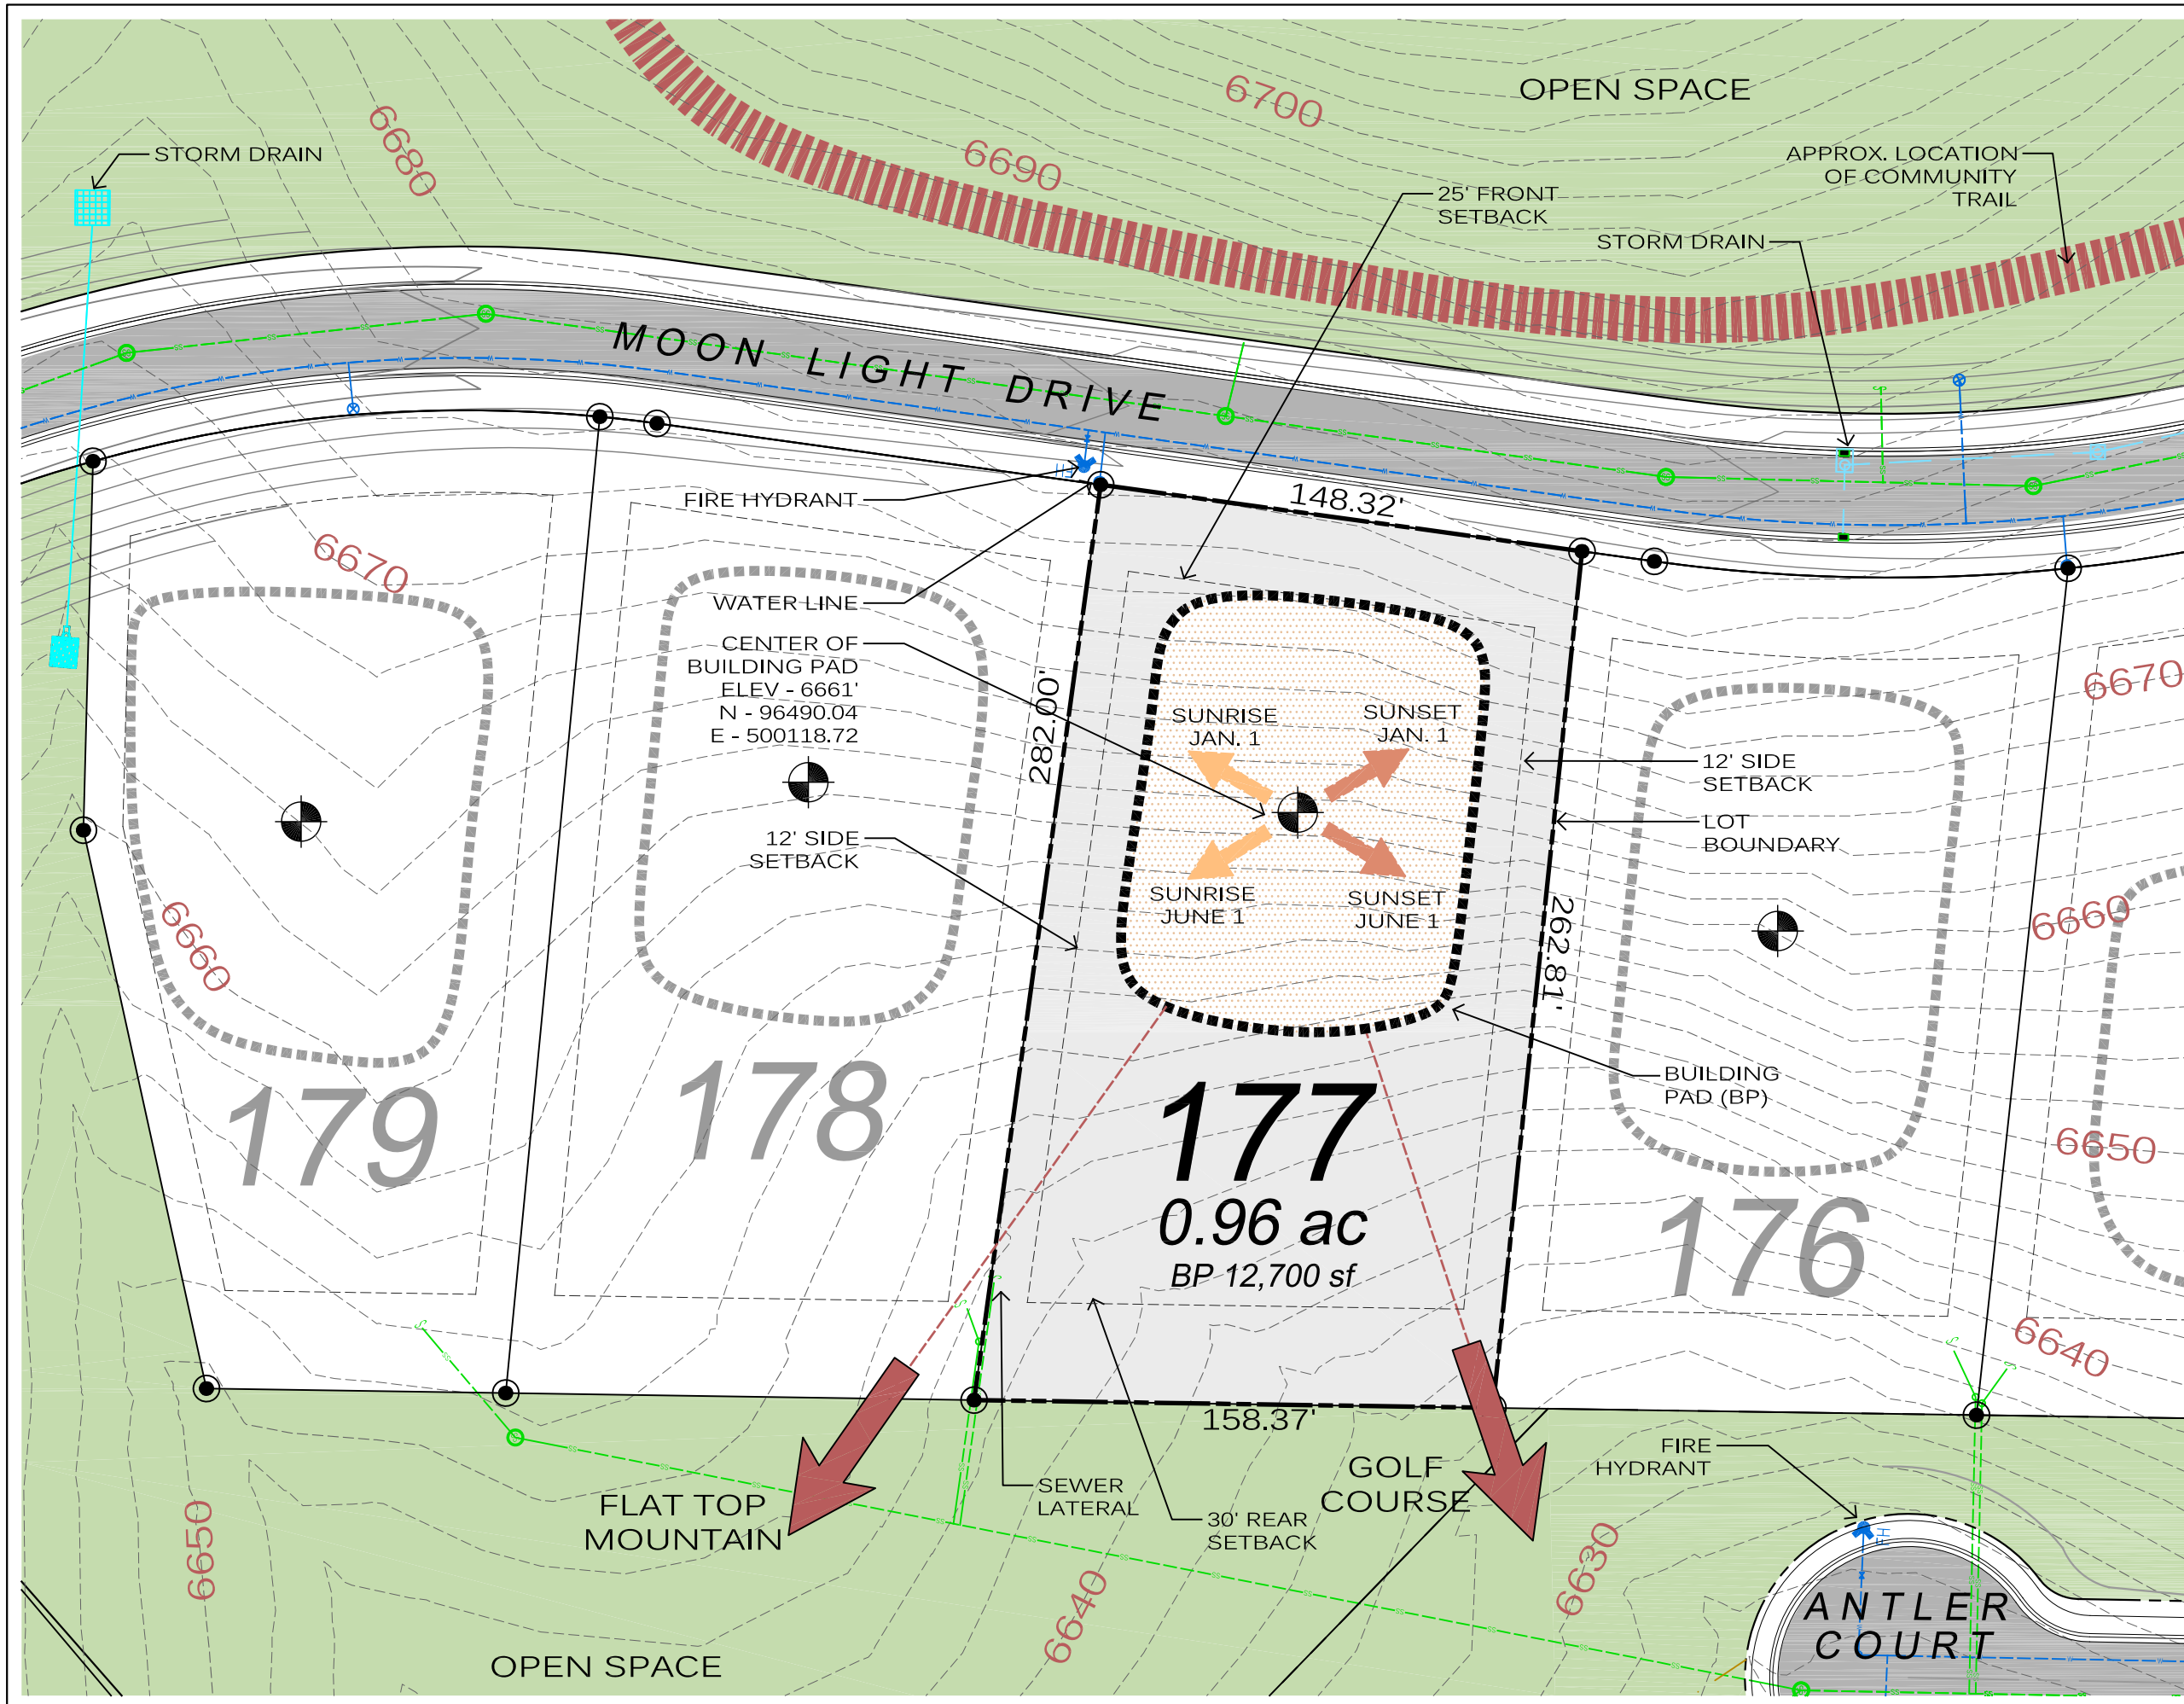 OPEN SPACE
6700
6680
6690
STORM DRAIN
APPROX. LOCATION
OF COMMUNITY
TRAIL
25' FRONT
SETBACK
STORM DRAIN
MOON LIGHT DRIVE
FIRE HYDRANT
148.32'
6670
WATER LINE
CENTER OF
BUILDING PAD
ELEV - 6661'
N - 96490.04
E - 500118.72
282.00'
SUNRISE
JAN. 1
SUNSET
JAN. 1
6670
12' SIDE
SETBACK
LOT
BOUNDARY
12' SIDE
SETBACK
SUNRISE
JUNE 1
SUNSET
JUNE 1
262.81'
6660
6660
BUILDING
PAD (BP)
6650
179
178
177
0.96 ac
BP 12,700 sf
176
6640
158.37'
FLAT TOP
MOUNTAIN
SEWER
LATERAL
30' REAR
SETBACK
GOLF
COURSE
FIRE
HYDRANT
FH
6650
6640
6630
ANTLER
COURT
OPEN SPACE